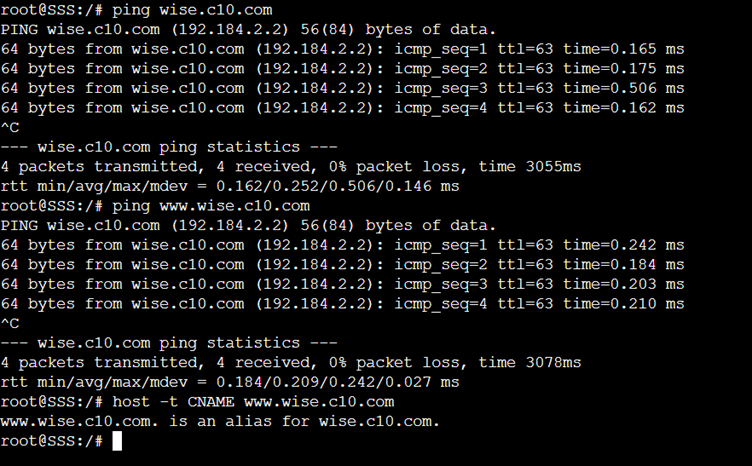 root@SSS:/# ping wise.c10.com
PING wise.c10.com (192.184.2.2) 56(84) bytes of data.
64 bytes from wise.c10.com (192.184.2.2): icmp_seq=1 ttl=63 time=0.165 ms
64 bytes from wise.c10.com (192.184.2.2): icmp_seq=2 ttl=63 time=0.175 ms
64 bytes from wise.c10.com (192.184.2.2): icmp_seq=3 ttl=63 time=0.506 ms
64 bytes from wise.c10.com (192.184.2.2): icmp_seq=4 ttl=63 time=0.162 ms
^C
--- wise.c10.com ping statistics ---
4 packets transmitted, 4 received, 0% packet loss, time 3055ms
rtt min/avg/max/mdev = 0.162/0.252/0.506/0.146 ms
root@SSS:/# ping www.wise.c10.com
PING wise.c10.com (192.184.2.2) 56(84) bytes of data.
64 bytes from wise.c10.com (192.184.2.2): icmp_seq=1 ttl=63 time=0.242 ms
64 bytes from wise.c10.com (192.184.2.2): icmp_seq=2 ttl=63 time=0.184 ms
64 bytes from wise.c10.com (192.184.2.2): icmp_seq=3 ttl=63 time=0.203 ms
64 bytes from wise.c10.com (192.184.2.2): icmp_seq=4 ttl=63 time=0.210 ms
^C
--- wise.c10.com ping statistics ---
4 packets transmitted, 4 received, 0% packet loss, time 3078ms
rtt min/avg/max/mdev = 0.184/0.209/0.242/0.027 ms
root@SSS:/# host -t CNAME www.wise.c10.com
www.wise.c10.com. is an alias for wise.c10.com.
root@SSS:/#